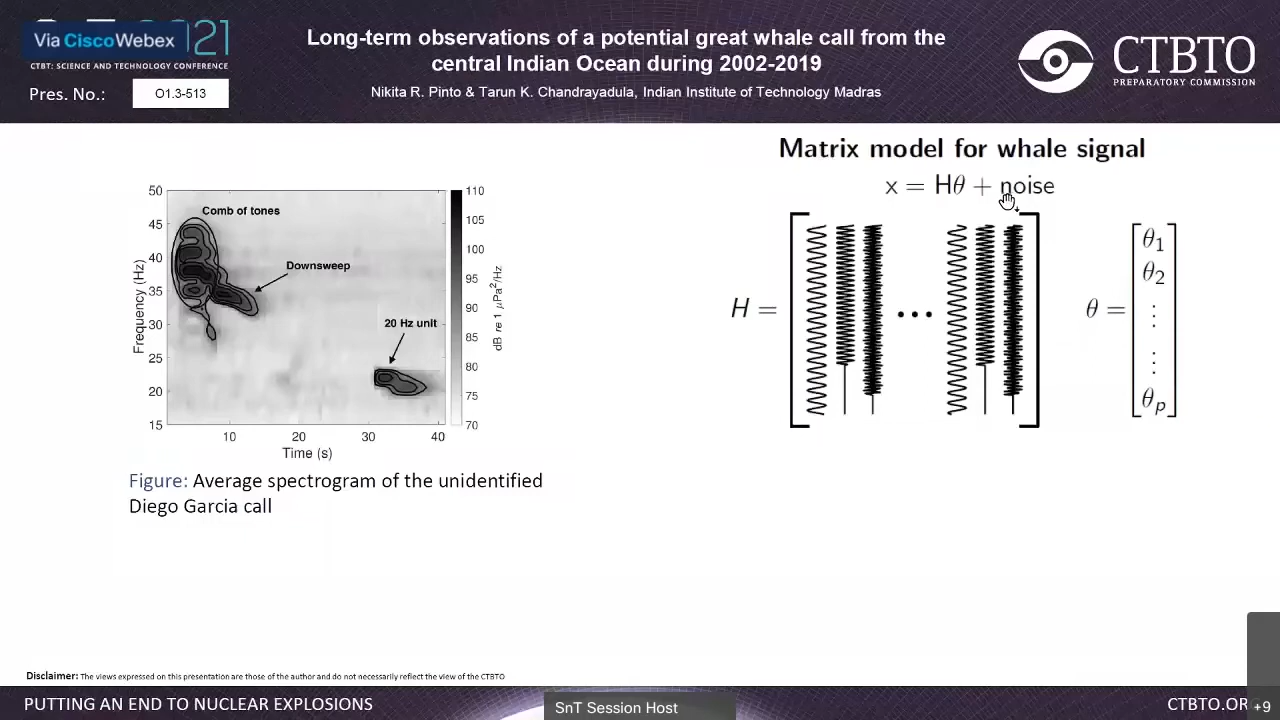 Via Cisco Webex
21
CTBT: SCIENCE AND TECHNOLOGY CONFERENCE
Pres. No.: O1.3-513
Long-term observations of a potential great whale call from the
central Indian Ocean during 2002-2019
Nikita R. Pinto & Tarun K. Chandrayadula, Indian Institute of Technology Madras
CTBTO
PREPARATORY COMMISSION
50
45
40
35
30
25
20
15
Frequency (Hz)
Comb of tones
Downsweep
20 Hz unit
10 20 30 40
Time (s)
110
105
100
95
90
85
80
75
70
dB re 1 μPa²/Hz
Figure: Average spectrogram of the unidentified
Diego Garcia call
Matrix model for whale signal
x = Hθ + noise
H =
...
θ =
θ₁
θ₂
⋮
⋮
θₚ
Disclaimer: The views expressed on this presentation are those of the author and do not necessarily reflect the view of the CTBTO
PUTTING AN END TO NUCLEAR EXPLOSIONS
SnT Session Host
CTBTO.OR
+9